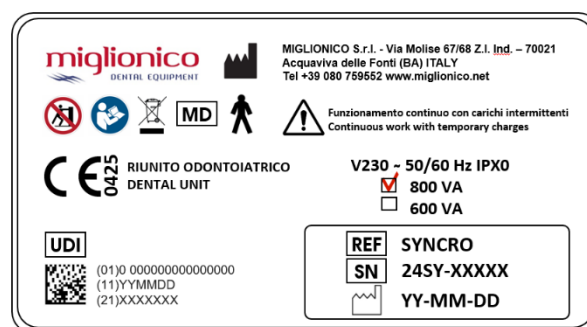 miglionico
DENTAL EQUIPMENT
MIGLIONICO S.r.l. - Via Molise 67/68 Z.I. Ind. – 70021
Acquaviva delle Fonti (BA) ITALY
Tel +39 080 759552 www.miglionico.net
MD
Funzionamento continuo con carichi intermittenti
Continuous work with temporary charges
CE 0425
RIUNITO ODONTOIATRICO
DENTAL UNIT
V230 ~ 50/60 Hz IPX0
800 VA
600 VA
UDI
(01)0 000000000000000
(11)YYMMDD
(21)XXXXXXX
REF SYNCRO
SN 24SY-XXXXX
YY-MM-DD